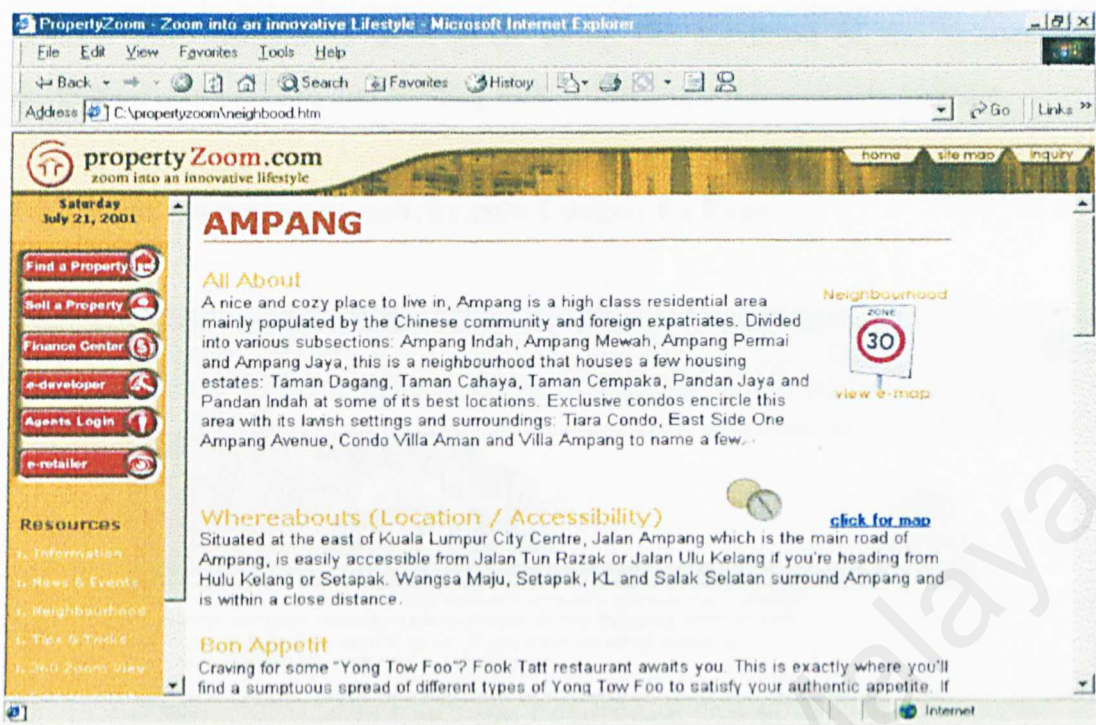 PropertyZoom - Zoom into an innovative Lifestyle - Microsoft Internet Explorer
File Edit View Favorites Tools Help
Back Search Favorites History
Address C:\propertyzoom\neighbood.htm Go Links »
property Zoom.com
zoom into an innovative lifestyle
home site map inquiry
Saturday
July 21, 2001
Find a Property
Sell a Property
Finance Center
e-developer
Agents Login
e-retailer
Resources
Information
News & Events
Neighbourhood
Tips & Tricks
360 Zoom View
AMPANG
All About
A nice and cozy place to live in, Ampang is a high class residential area
mainly populated by the Chinese community and foreign expatriates. Divided
into various subsections: Ampang Indah, Ampang Mewah, Ampang Permai
and Ampang Jaya, this is a neighbourhood that houses a few housing
estates: Taman Dagang, Taman Cahaya, Taman Cempaka, Pandan Jaya and
Pandan Indah at some of its best locations. Exclusive condos encircle this
area with its lavish settings and surroundings: Tiara Condo, East Side One
Ampang Avenue, Condo Villa Aman and Villa Ampang to name a few.
Neighbourhood
ZONE
30
view e-map
Whereabouts (Location / Accessibility)
click for map
Situated at the east of Kuala Lumpur City Centre, Jalan Ampang which is the main road of
Ampang, is easily accessible from Jalan Tun Razak or Jalan Ulu Kelang if you're heading from
Hulu Kelang or Setapak. Wangsa Maju, Setapak, KL and Salak Selatan surround Ampang and
is within a close distance.
Bon Appetit
Craving for some "Yong Tow Foo"? Fook Tatt restaurant awaits you. This is exactly where you'll
find a sumptuous spread of different types of Yong Tow Foo to satisfy your authentic appetite. If
Internet